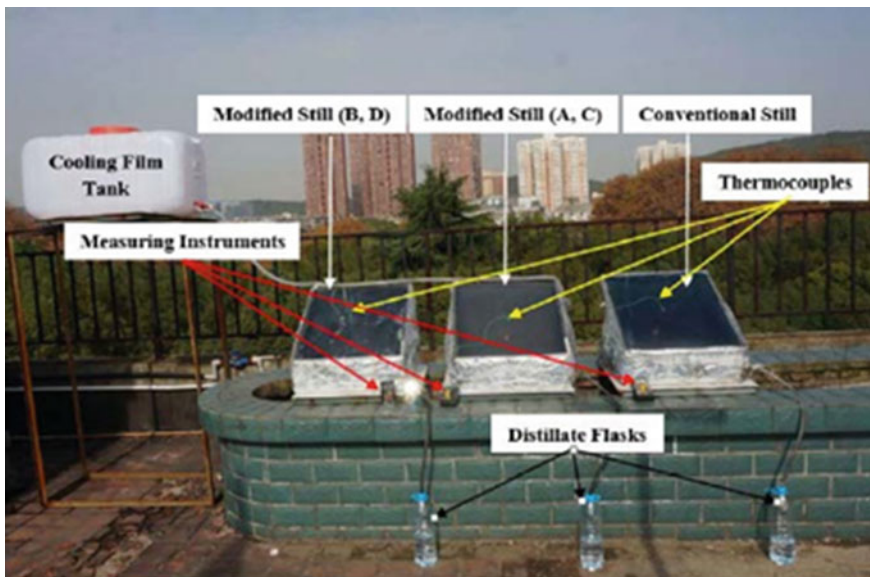 Modified Still (B, D)
Modified Still (A, C)
Conventional Still
Cooling Film
Tank
Thermocouples
Measuring Instruments
Distillate Flasks